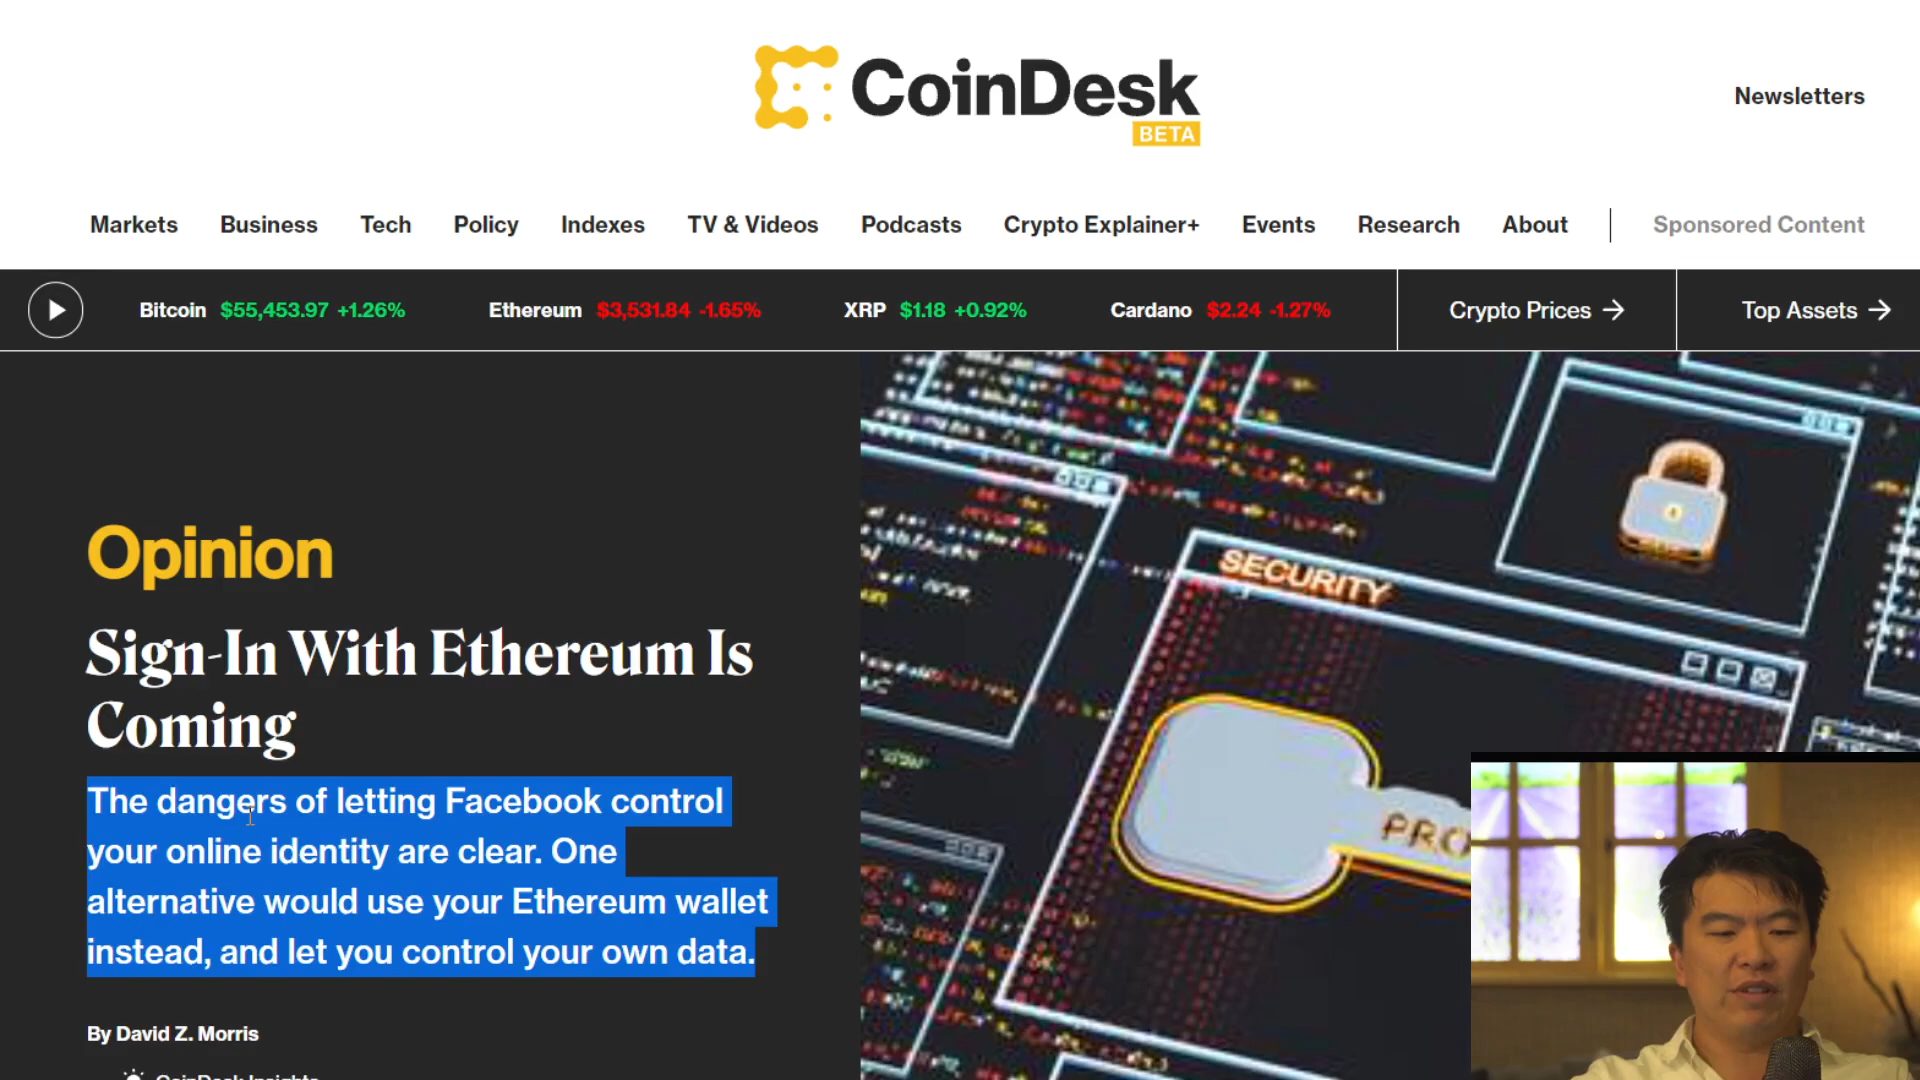 CoinDesk
BETA
Newsletters
Markets Business Tech Policy Indexes TV & Videos Podcasts Crypto Explainer+ Events Research About Sponsored Content
Bitcoin $55,453.97 +1.26% Ethereum $3,531.84 -1.65% XRP $1.18 +0.92% Cardano $2.24 -1.27% Crypto Prices → Top Assets →
Opinion
Sign-In With Ethereum Is
Coming
The dangers of letting Facebook control
your online identity are clear. One
alternative would use your Ethereum wallet
instead, and let you control your own data.
By David Z. Morris
CoinDesk Insights
SECURITY